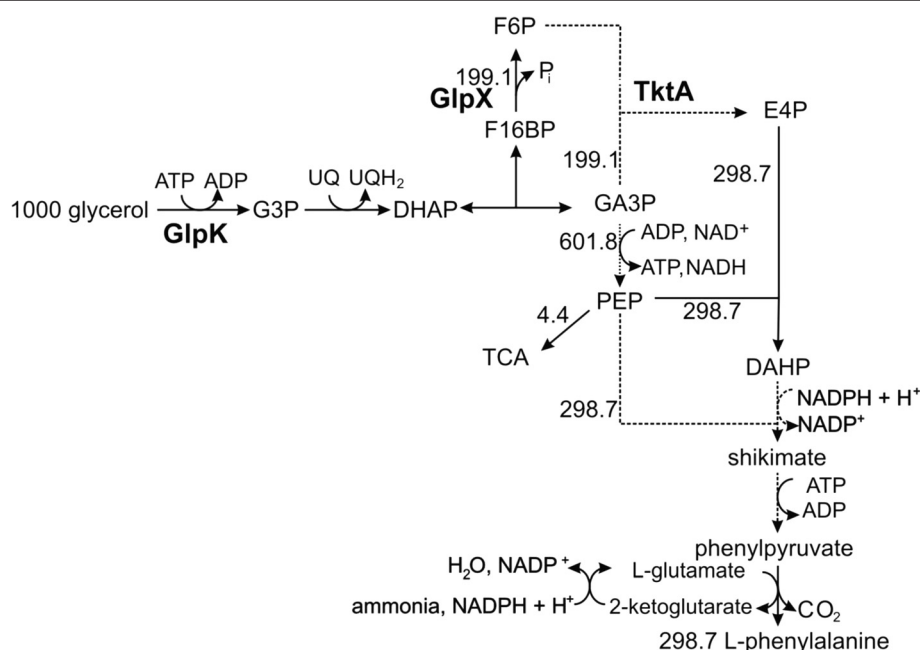 F6P
199.1
Pi
GlpX
TktA
F16BP
E4P
199.1
298.7
ATP ADP
UQ UQH2
1000 glycerol
G3P
DHAP
GA3P
GlpK
601.8
ADP, NAD+
ATP,NADH
PEP
298.7
4.4
TCA
DAHP
NADPH + H+
298.7
NADP+
shikimate
ATP
ADP
phenylpyruvate
H2O, NADP +
L-glutamate
ammonia, NADPH + H+
2-ketoglutarate
CO2
298.7 L-phenylalanine